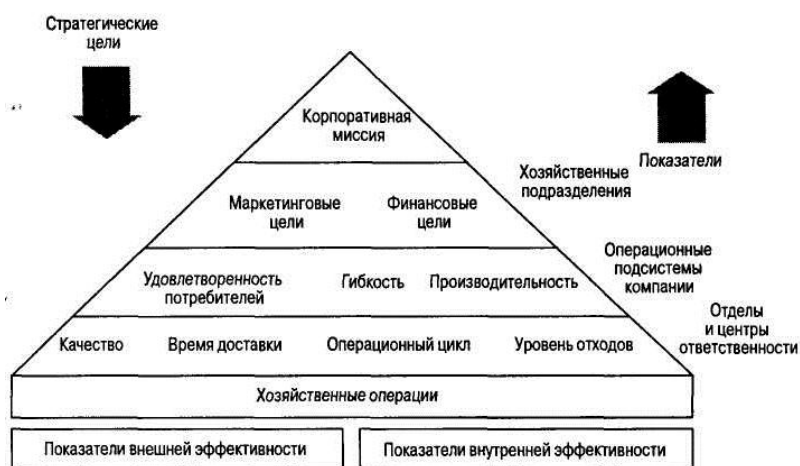 Стратегические
цели
Корпоративная
миссия
Показатели
Хозяйственные
подразделения
Маркетинговые
цели
Финансовые
цели
Операционные
подсистемы
компании
Удовлетворенность
потребителей
Гибкость
Производительность
Отделы
и центры
ответственности
Качество
Время доставки
Операционный цикл
Уровень отходов
Хозяйственные операции
Показатели внешней эффективности
Показатели внутренней эффективности